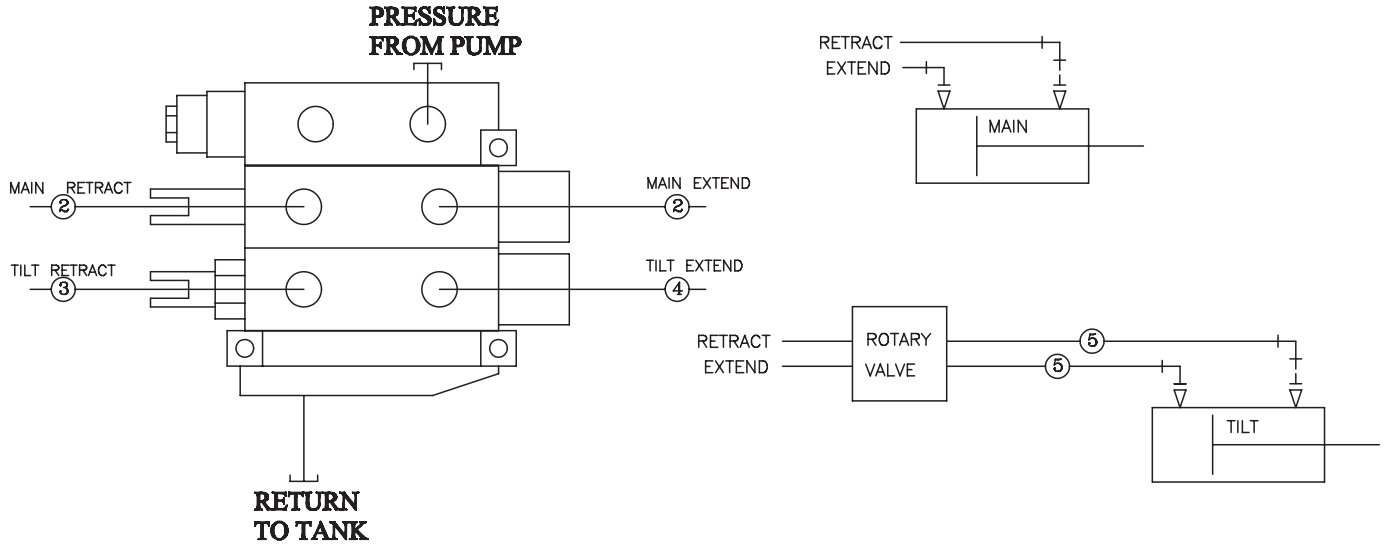 PRESSURE
FROM PUMP
MAIN RETRACT
2
MAIN EXTEND
2
TILT RETRACT
3
TILT EXTEND
4
RETURN
TO TANK
RETRACT
EXTEND
MAIN
RETRACT
EXTEND
ROTARY
VALVE
5
5
TILT